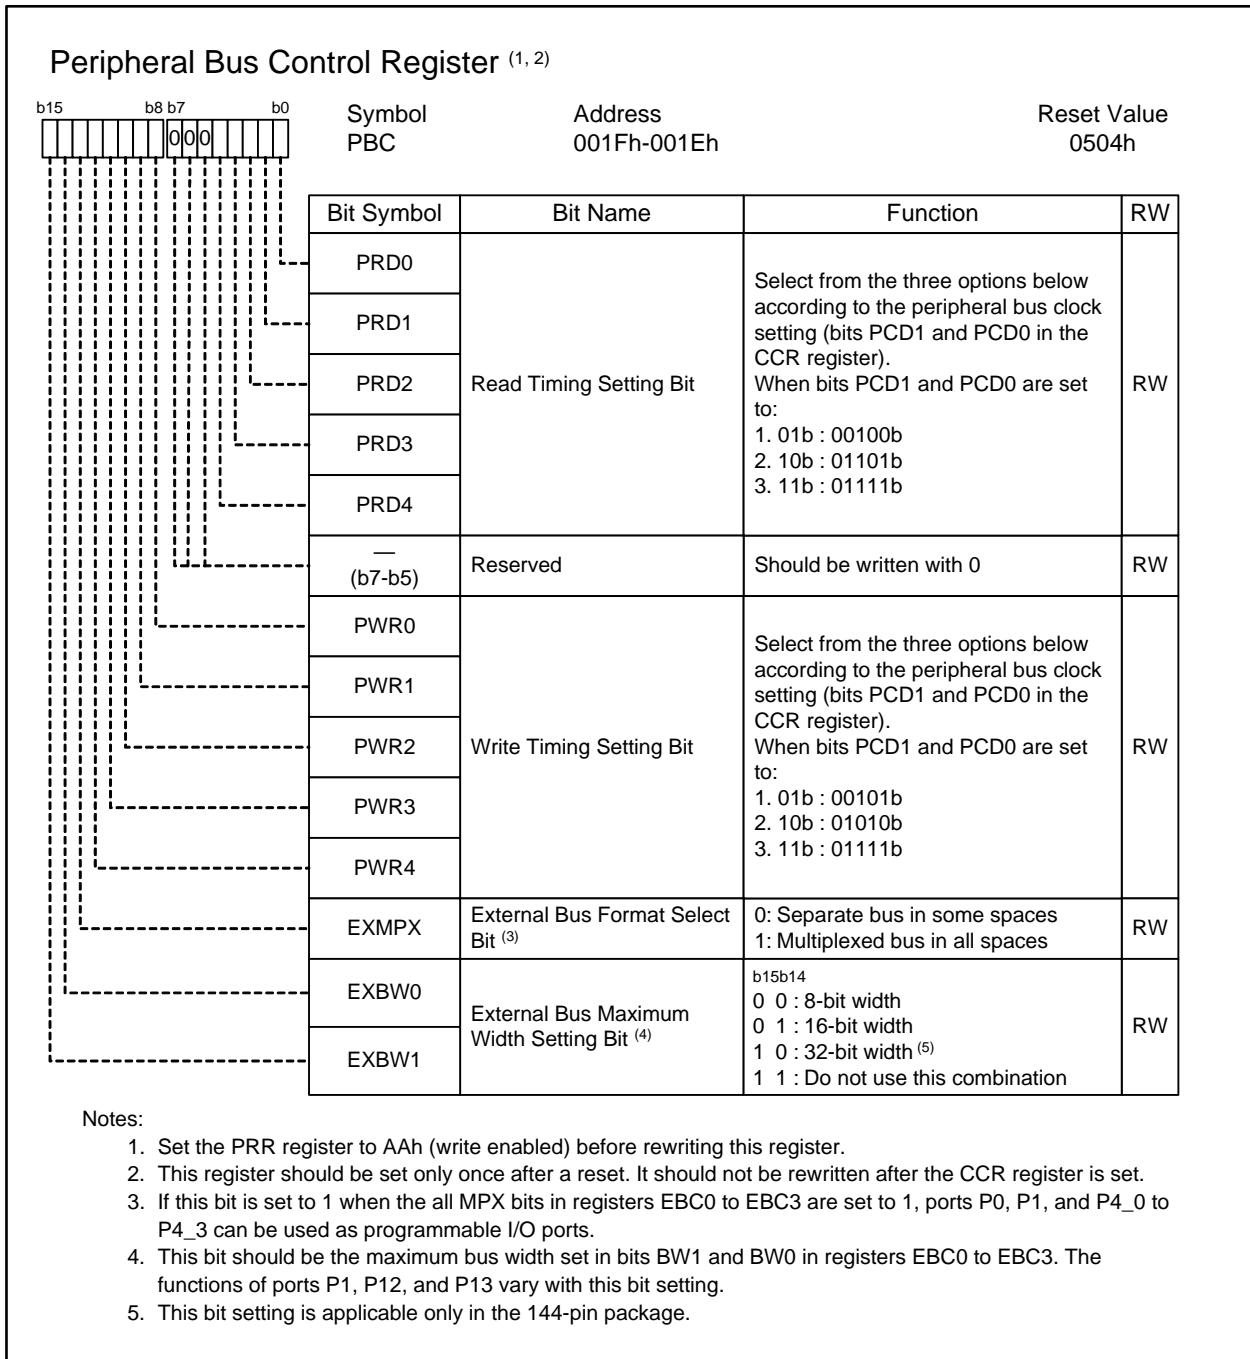 Peripheral Bus Control Register (1, 2)
b15 b8 b7 b0
0 0 0
Symbol Address Reset Value
PBC 001Fh-001Eh 0504h
Bit Symbol Bit Name Function RW
PRD0
PRD1
PRD2
PRD3
PRD4
Read Timing Setting Bit
Select from the three options below
according to the peripheral bus clock
setting (bits PCD1 and PCD0 in the
CCR register).
When bits PCD1 and PCD0 are set
to:
1. 01b : 00100b
2. 10b : 01101b
3. 11b : 01111b
RW
—
(b7-b5)
Reserved
Should be written with 0
RW
PWR0
PWR1
PWR2
PWR3
PWR4
Write Timing Setting Bit
Select from the three options below
according to the peripheral bus clock
setting (bits PCD1 and PCD0 in the
CCR register).
When bits PCD1 and PCD0 are set
to:
1. 01b : 00101b
2. 10b : 01010b
3. 11b : 01111b
RW
EXMPX
External Bus Format Select
Bit (3)
0: Separate bus in some spaces
1: Multiplexed bus in all spaces
RW
EXBW0
EXBW1
External Bus Maximum
Width Setting Bit (4)
b15b14
0 0 : 8-bit width
0 1 : 16-bit width
1 0 : 32-bit width (5)
1 1 : Do not use this combination
RW
Notes:
1. Set the PRR register to AAh (write enabled) before rewriting this register.
2. This register should be set only once after a reset. It should not be rewritten after the CCR register is set.
3. If this bit is set to 1 when the all MPX bits in registers EBC0 to EBC3 are set to 1, ports P0, P1, and P4_0 to
P4_3 can be used as programmable I/O ports.
4. This bit should be the maximum bus width set in bits BW1 and BW0 in registers EBC0 to EBC3. The
functions of ports P1, P12, and P13 vary with this bit setting.
5. This bit setting is applicable only in the 144-pin package.